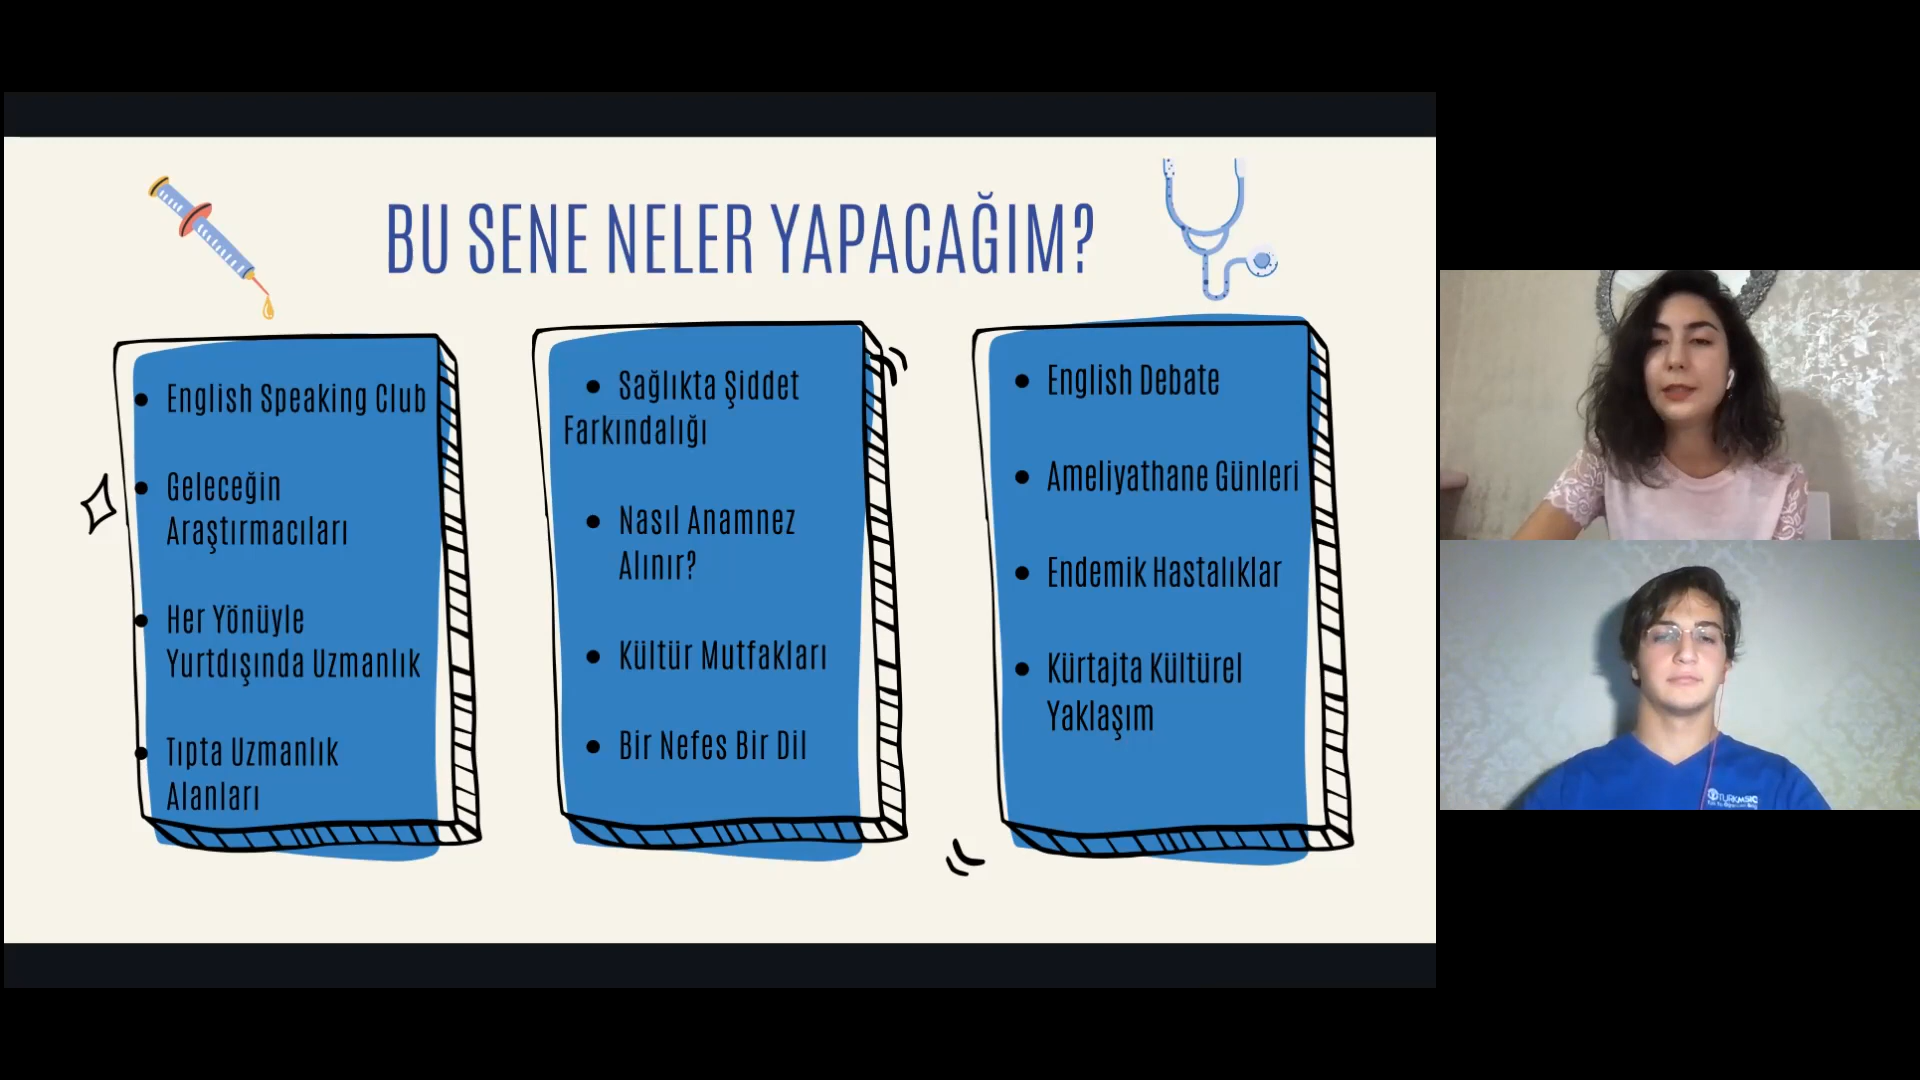 BU SENE NELER YAPACAĞIM?
• English Speaking Club
• Geleceğin
Araştırmacıları
• Her Yönüyle
Yurtdışında Uzmanlık
• Tıpta Uzmanlık
Alanları
• Sağlıkta Şiddet
Farkındalığı
• Nasıl Anamnez
Alınır?
• Kültür Mutfakları
• Bir Nefes Bir Dil
• English Debate
• Ameliyathane Günleri
• Endemik Hastalıklar
• Kürtajta Kültürel
Yaklaşım
TURKMSIC